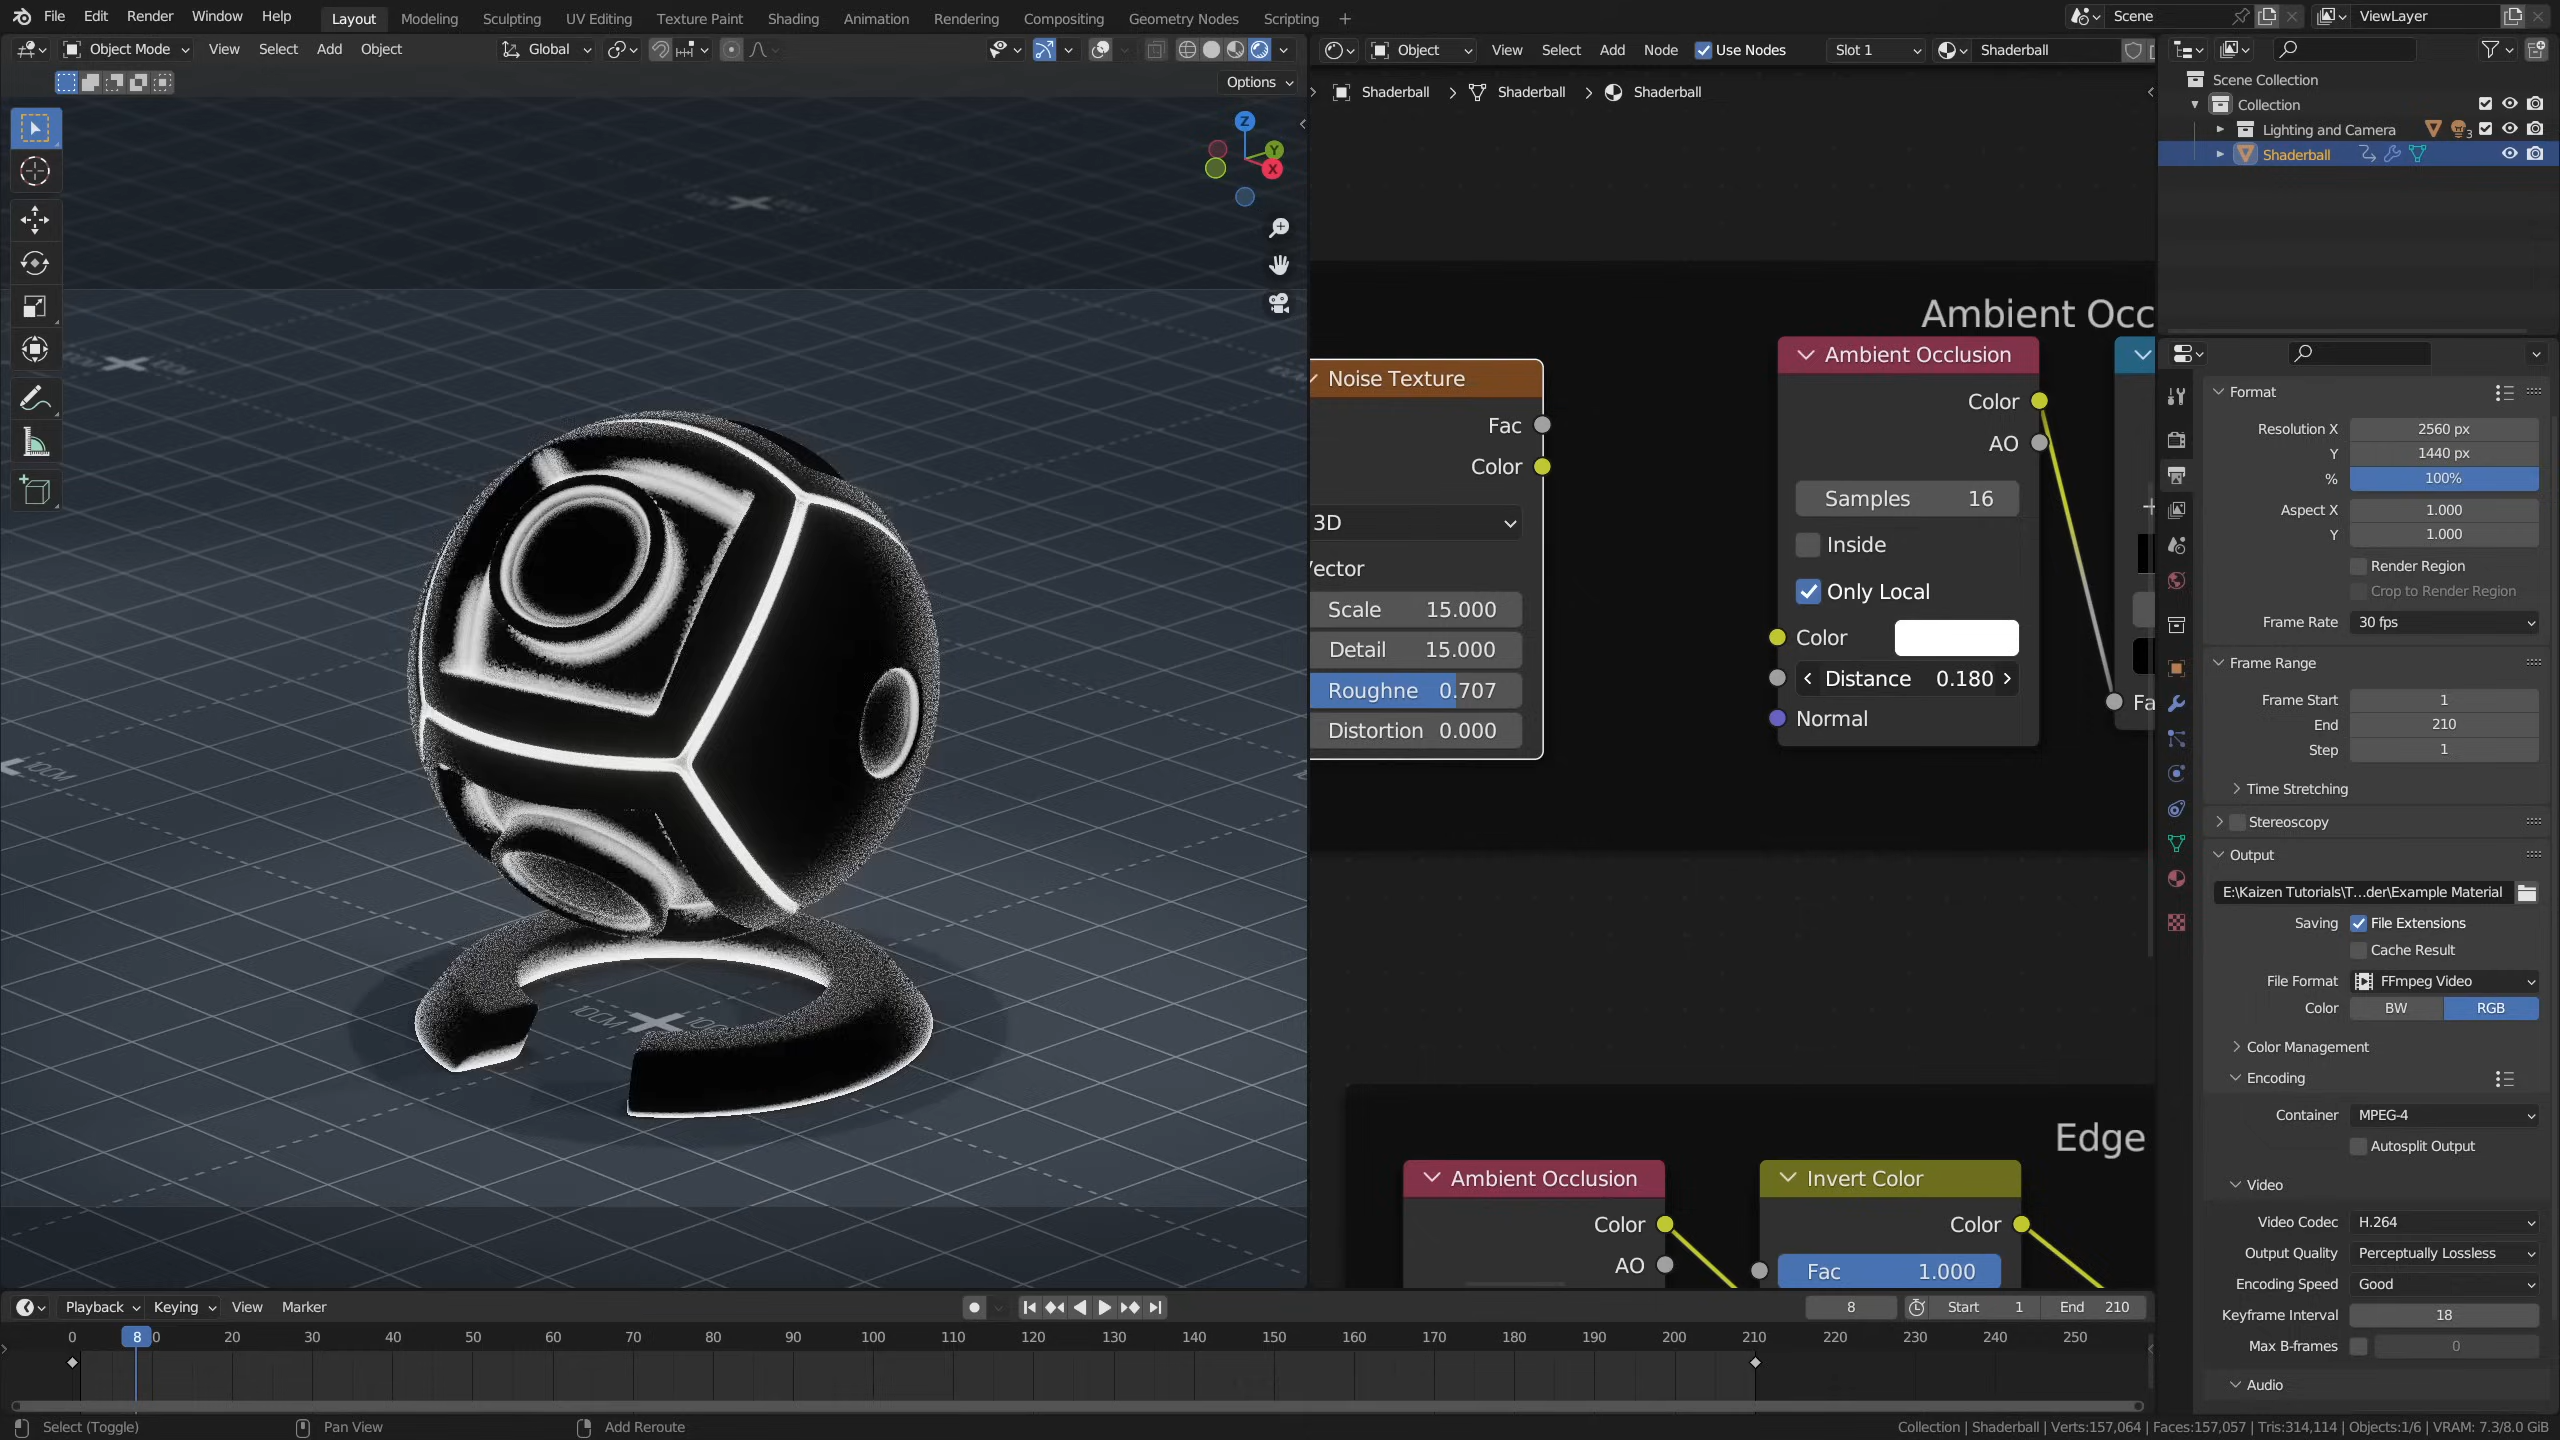 File Edit Render Window Help Layout Modeling Sculpting UV Editing Texture Paint Shading Animation Rendering Compositing Geometry Nodes Scripting + Scene ViewLayer
Object Mode View Select Add Object Global
Object View Select Add Node Use Nodes Slot 1 Shaderball
Options
Shaderball > Shaderball > Shaderball
Scene Collection
Collection
Lighting and Camera 3
Shaderball
Z
Y
X
Ambient Occ
Noise Texture
Fac
Color
3D
Vector
Scale 15.000
Detail 15.000
Roughne 0.707
Distortion 0.000
Ambient Occlusion
Color
AO
Samples 16
Inside
Only Local
Color
Distance 0.180
Normal
Fa
Edge
Ambient Occlusion
Color
AO
Invert Color
Color
Fac 1.000
10CM
10CM
Format
Resolution X 2560 px
Y 1440 px
% 100%
Aspect X 1.000
Y 1.000
Render Region
Crop to Render Region
Frame Rate 30 fps
Frame Range
Frame Start 1
End 210
Step 1
Time Stretching
Stereoscopy
Output
E:\Kaizen Tutorials\T...der\Example Material
Saving File Extensions
Cache Result
File Format FFmpeg Video
Color BW RGB
Color Management
Encoding
Container MPEG-4
Autosplit Output
Video
Video Codec H.264
Output Quality Perceptually Lossless
Encoding Speed Good
Keyframe Interval 18
Max B-frames 0
Audio
Playback Keying View Marker 8 Start 1 End 210
0 8 0 20 30 40 50 60 70 80 90 100 110 120 130 140 150 160 170 180 190 200 210 220 230 240 250
Select (Toggle) Pan View Add Reroute Collection | Shaderball | Verts:157,064 | Faces:157,057 | Tris:314,114 | Objects:1/6 | VRAM: 7.3/8.0 GiB